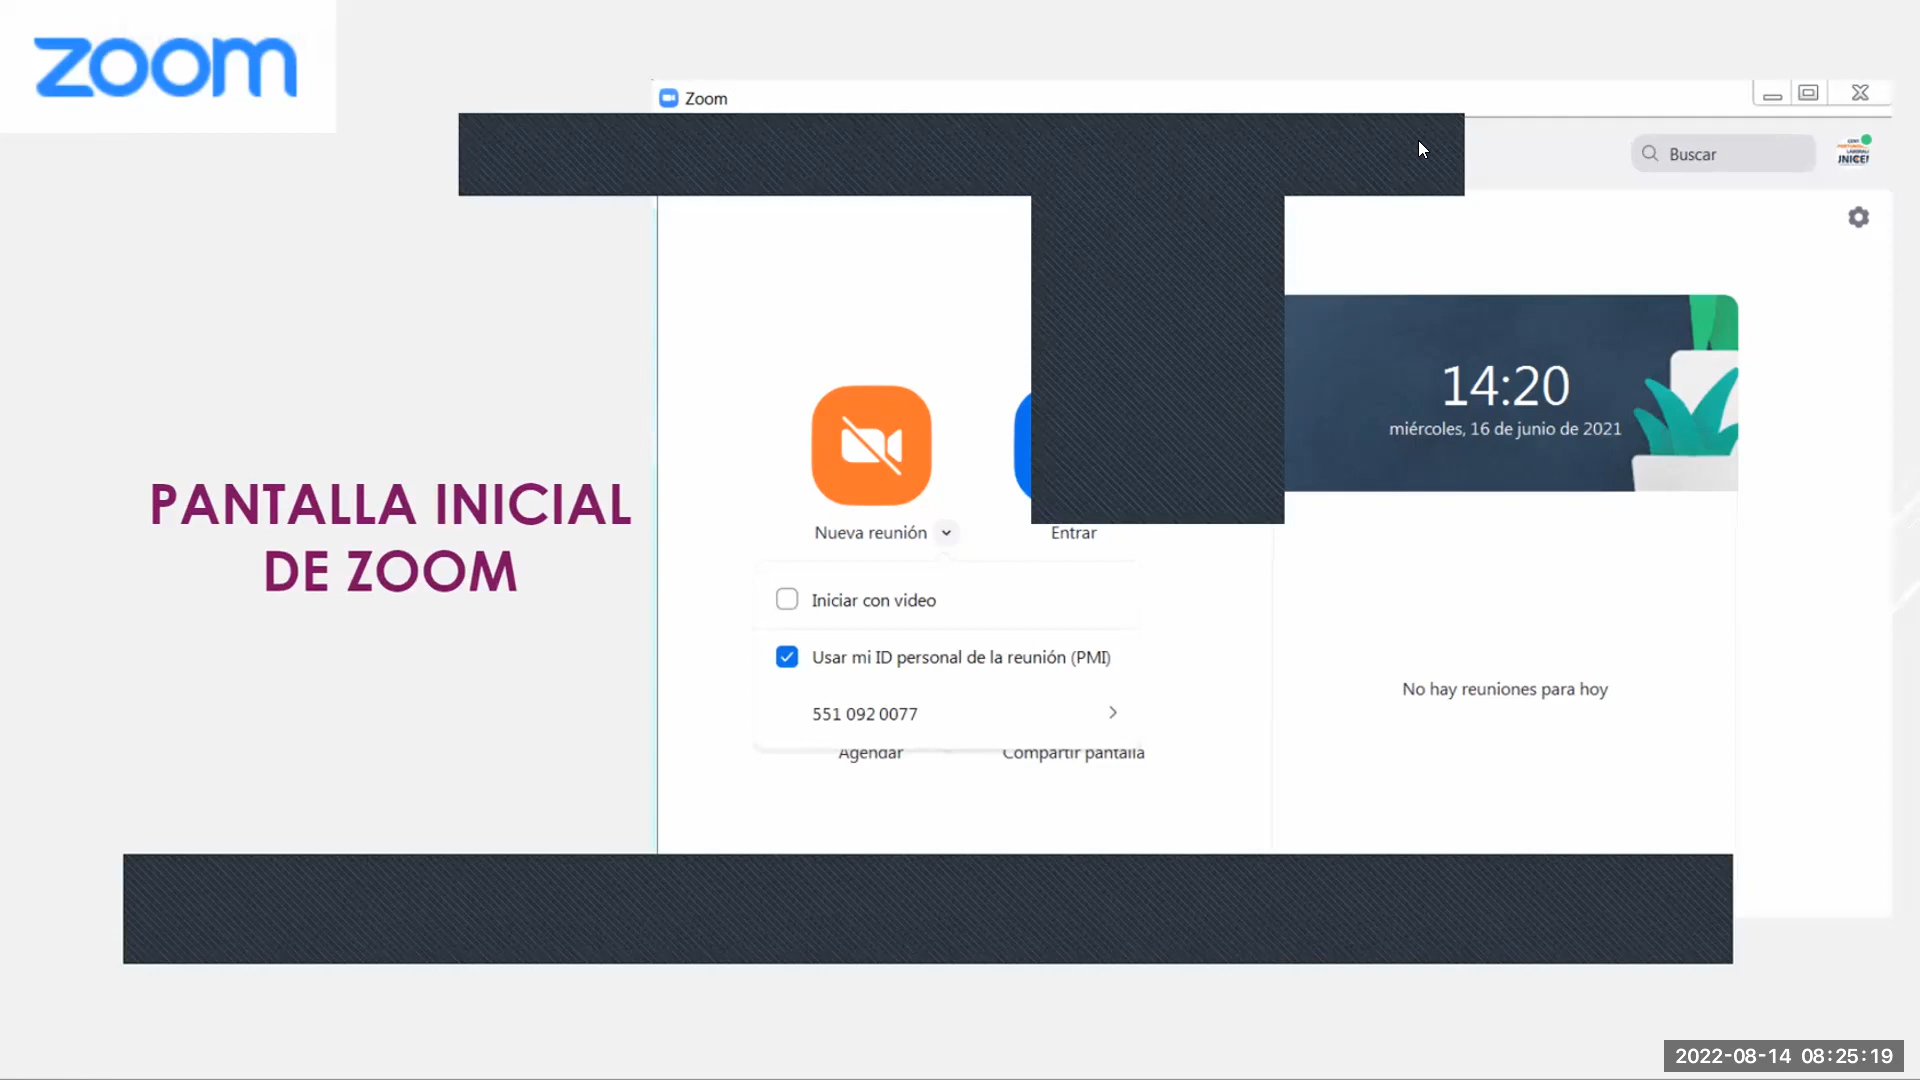 zoom
Zoom
Buscar
UNICEF
14:20
miércoles, 16 de junio de 2021
PANTALLA INICIAL
DE ZOOM
Nueva reunión
Entrar
Iniciar con video
Usar mi ID personal de la reunión (PMI)
551 092 0077
No hay reuniones para hoy
Agendar
Compartir pantalla
2022-08-14 08:25:19